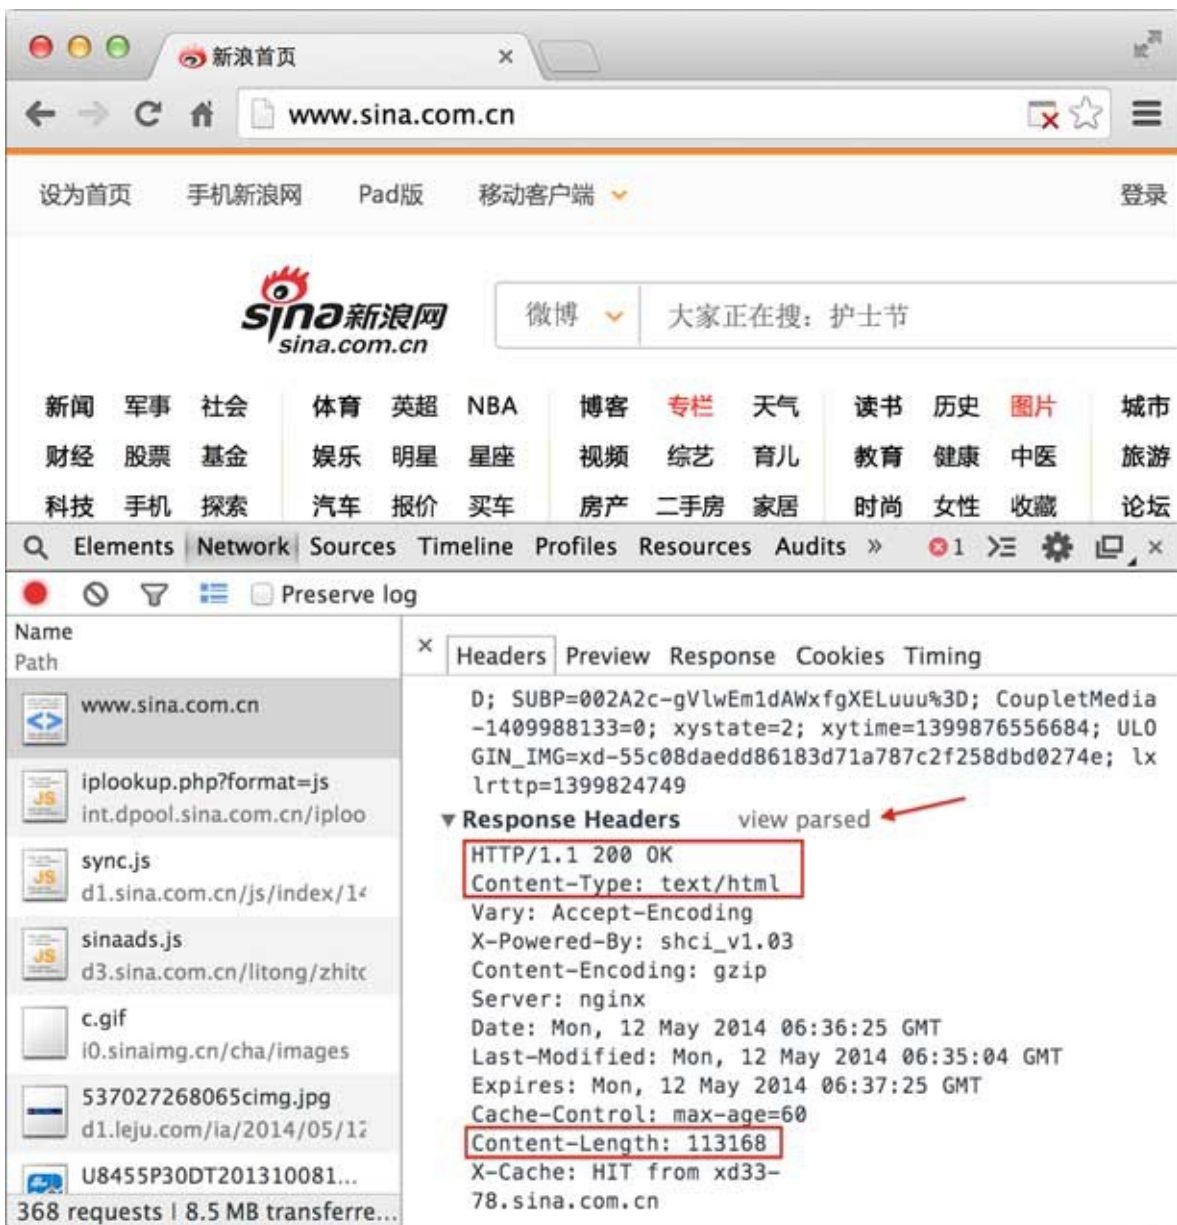 新浪首页
www.sina.com.cn
设为首页 手机新浪网 Pad版 移动客户端 登录
sina新浪网
sina.com.cn
微博 大家正在搜：护士节
新闻 军事 社会 体育 英超 NBA 博客 专栏 天气 读书 历史 图片 城市
财经 股票 基金 娱乐 明星 星座 视频 综艺 育儿 教育 健康 中医 旅游
科技 手机 探索 汽车 报价 买车 房产 二手房 家居 时尚 女性 收藏 论坛
Elements Network Sources Timeline Profiles Resources Audits » 1
Preserve log
Name
Path
www.sina.com.cn
iplookup.php?format=js
int.dpool.sina.com.cn/iploo
sync.js
d1.sina.com.cn/js/index/14
sinaads.js
d3.sina.com.cn/litong/zhito
c.gif
i0.sinaimg.cn/cha/images
537027268065cimg.jpg
d1.leju.com/ia/2014/05/12
U8455P30DT201310081...
368 requests | 8.5 MB transferre...
× Headers Preview Response Cookies Timing
D; SUBP=002A2c-gVlwEm1dAWxfgXELuuu%3D; CoupletMedia
-1409988133=0; xystate=2; xytime=1399876556684; ULO
GIN_IMG=xd-55c08daedd86183d71a787c2f258dbd0274e; lx
lrttp=1399824749
Response Headers view parsed
HTTP/1.1 200 OK
Content-Type: text/html
Vary: Accept-Encoding
X-Powered-By: shci_v1.03
Content-Encoding: gzip
Server: nginx
Date: Mon, 12 May 2014 06:36:25 GMT
Last-Modified: Mon, 12 May 2014 06:35:04 GMT
Expires: Mon, 12 May 2014 06:37:25 GMT
Cache-Control: max-age=60
Content-Length: 113168
X-Cache: HIT from xd33-
78.sina.com.cn